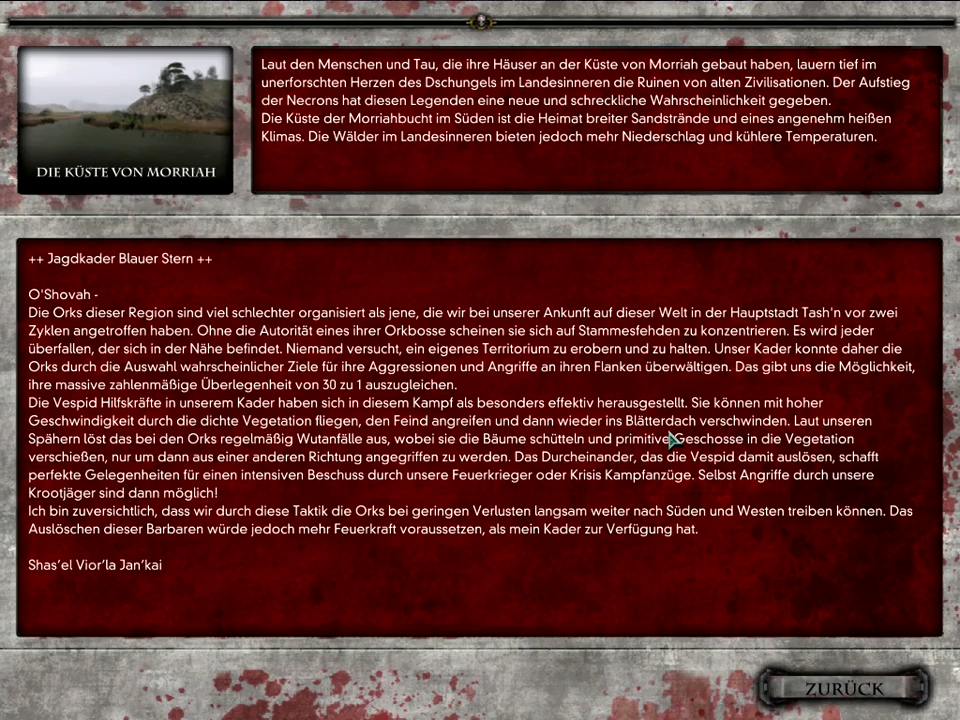 DIE KÜSTE VON MORRIAH
Laut den Menschen und Tau, die ihre Häuser an der Küste von Morriah gebaut haben, lauern tief im
unerforschten Herzen des Dschungels im Landesinneren die Ruinen von alten Zivilisationen. Der Aufstieg
der Necrons hat diesen Legenden eine neue und schreckliche Wahrscheinlichkeit gegeben.
Die Küste der Morriahbucht im Süden ist die Heimat breiter Sandstrände und eines angenehm heißen
Klimas. Die Wälder im Landesinneren bieten jedoch mehr Niederschlag und kühlere Temperaturen.
++ Jagdkader Blauer Stern ++
O'Shovah -
Die Orks dieser Region sind viel schlechter organisiert als jene, die wir bei unserer Ankunft auf dieser Welt in der Hauptstadt Tash'n vor zwei
Zyklen angetroffen haben. Ohne die Autorität eines ihrer Orkbosse scheinen sie sich auf Stammesfehden zu konzentrieren. Es wird jeder
überfallen, der sich in der Nähe befindet. Niemand versucht, ein eigenes Territorium zu erobern und zu halten. Unser Kader konnte daher die
Orks durch die Auswahl wahrscheinlicher Ziele für ihre Aggressionen und Angriffe an ihren Flanken überwältigen. Das gibt uns die Möglichkeit,
ihre massive zahlenmäßige Überlegenheit von 30 zu 1 auszugleichen.
Die Vespid Hilfskräfte in unserem Kader haben sich in diesem Kampf als besonders effektiv herausgestellt. Sie können mit hoher
Geschwindigkeit durch die dichte Vegetation fliegen, den Feind angreifen und dann wieder ins Blätterdach verschwinden. Laut unseren
Spähern löst das bei den Orks regelmäßig Wutanfälle aus, wobei sie die Bäume schütteln und primitive Geschosse in die Vegetation
verschießen, nur um dann aus einer anderen Richtung angegriffen zu werden. Das Durcheinander, das die Vespid damit auslösen, schafft
perfekte Gelegenheiten für einen intensiven Beschuss durch unsere Feuerkrieger oder Krisis Kampfanzüge. Selbst Angriffe durch unsere
Krootjäger sind dann möglich!
Ich bin zuversichtlich, dass wir durch diese Taktik die Orks bei geringen Verlusten langsam weiter nach Süden und Westen treiben können. Das
Auslöschen dieser Barbaren würde jedoch mehr Feuerkraft voraussetzen, als mein Kader zur Verfügung hat.
Shas'el Vior'la Jan'kai
ZURÜCK